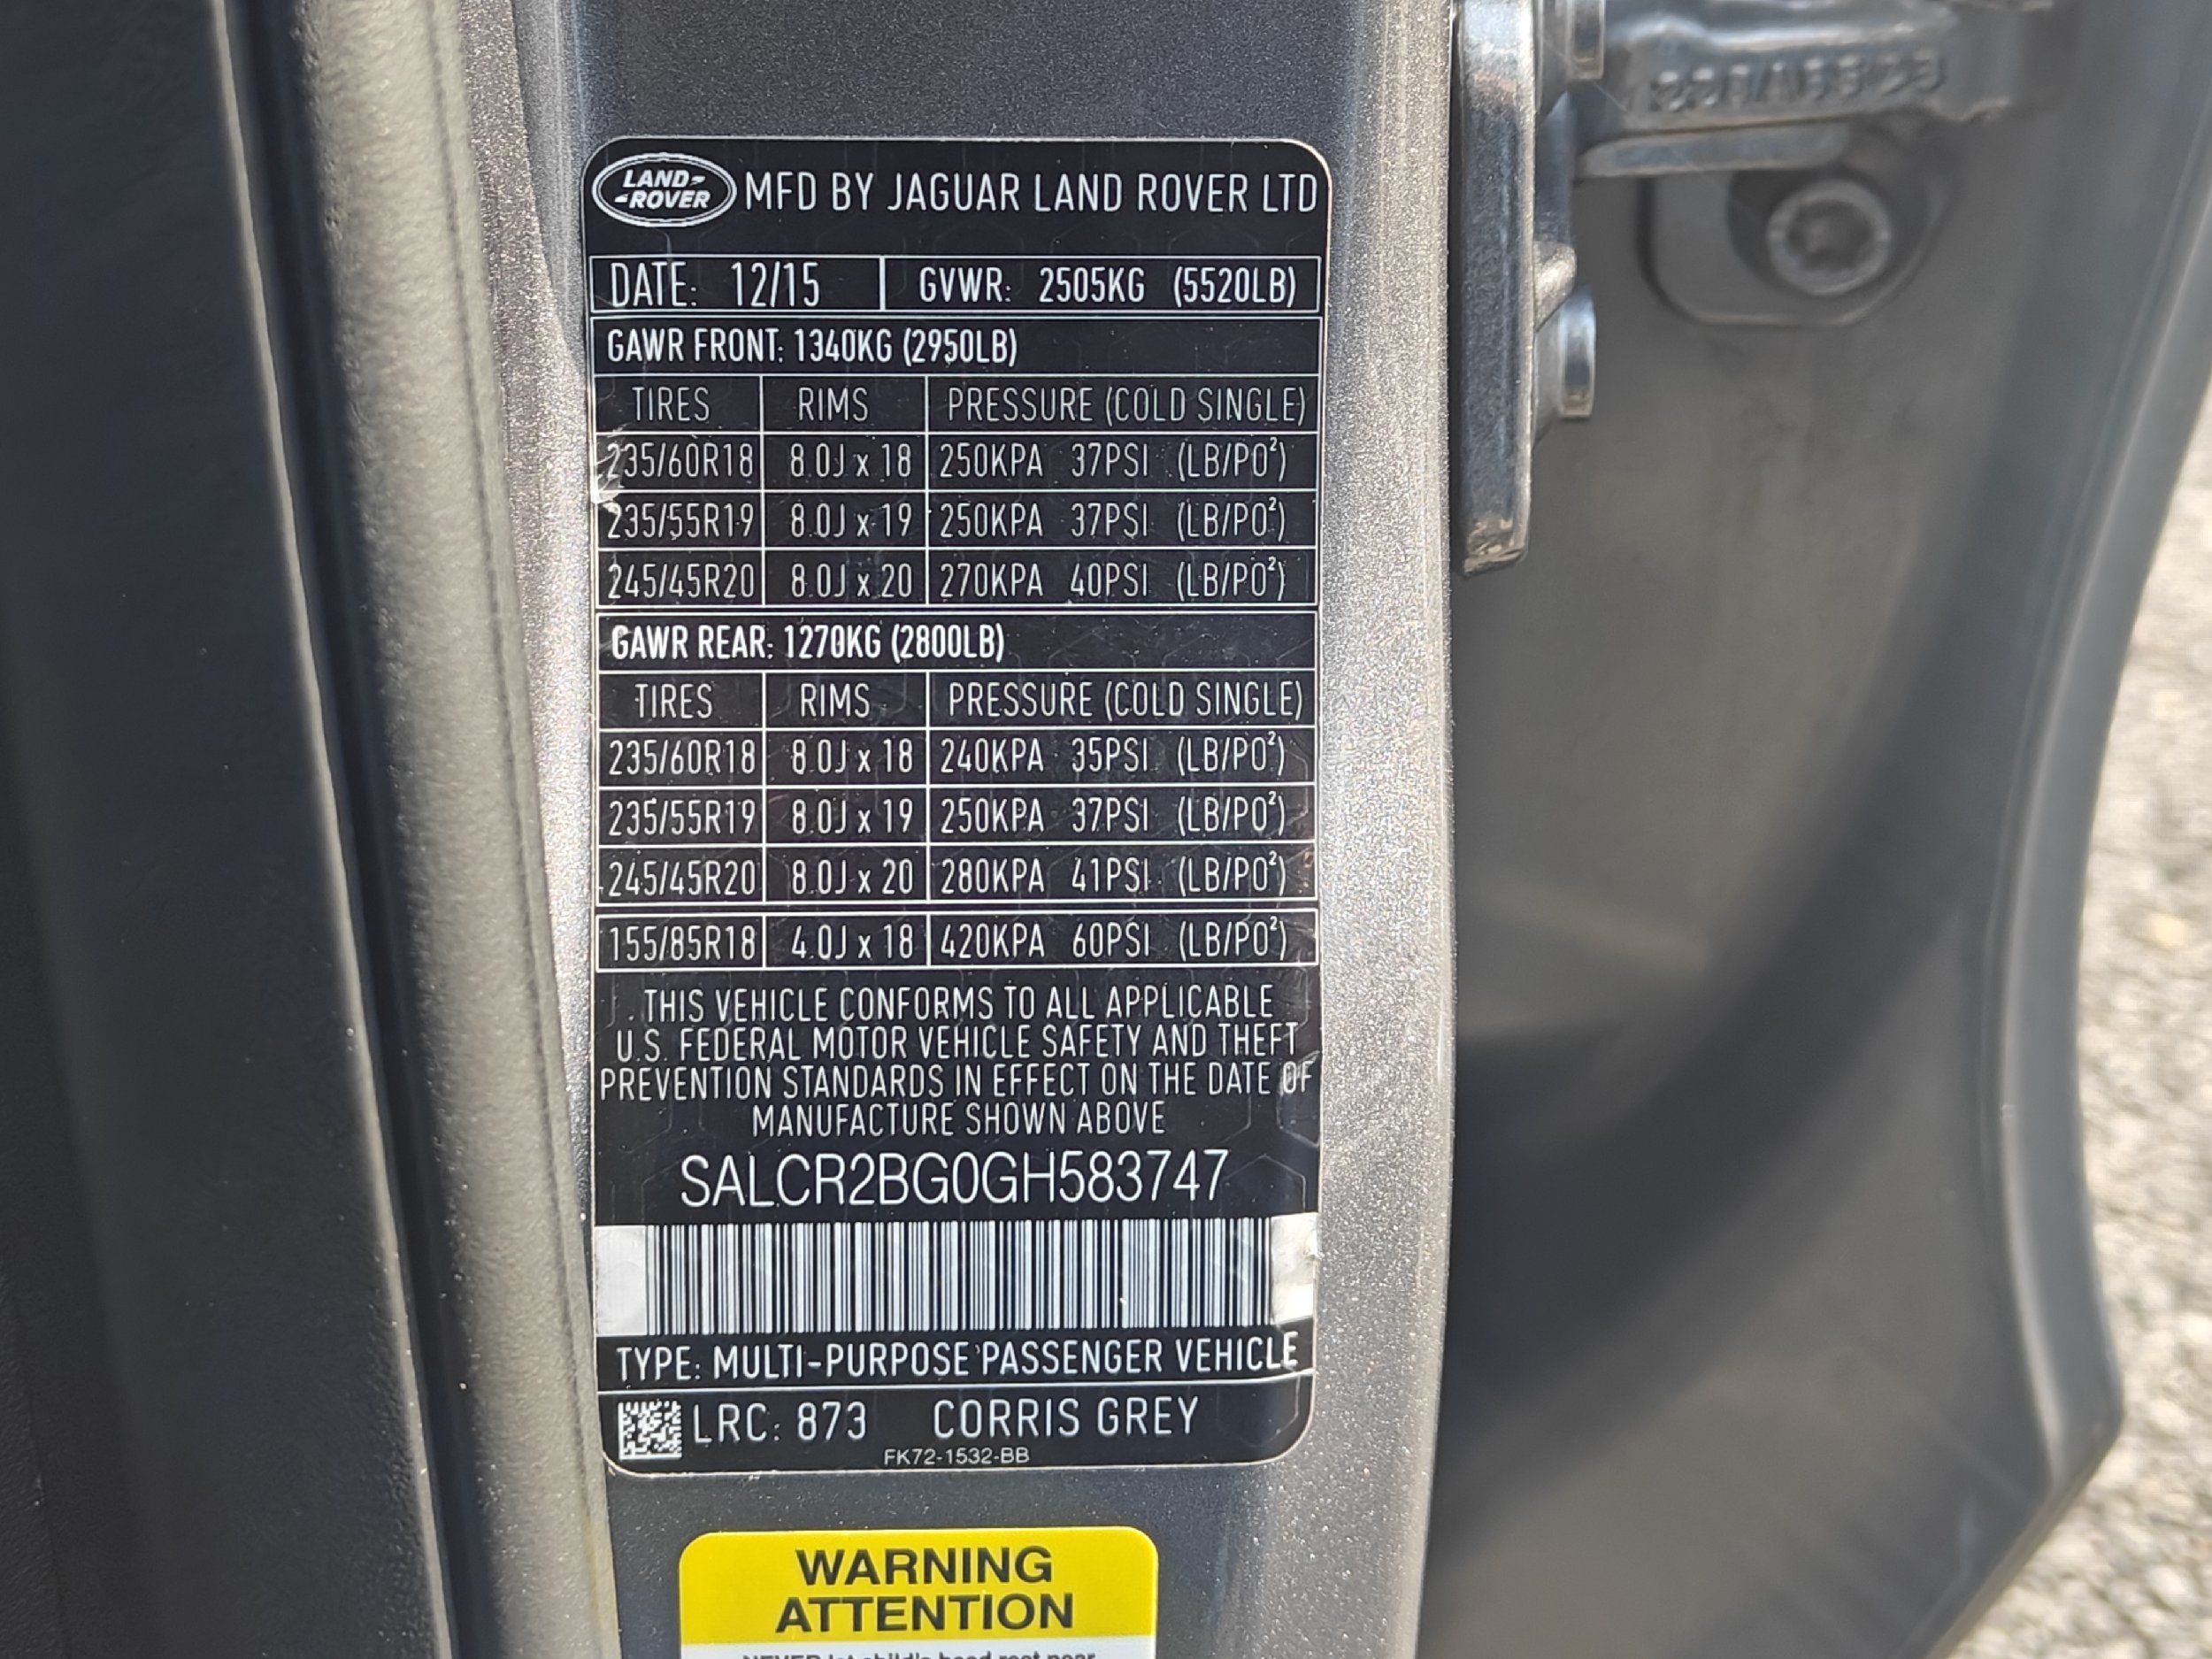 LAND-
-ROVER
MFD BY JAGUAR LAND ROVER LTD
DATE: 12/15 GVWR: 2505KG (5520LB)
GAWR FRONT: 1340KG (2950LB)
TIRES RIMS PRESSURE (COLD SINGLE)
235/60R18 8.0J x 18 250KPA 37PSI (LB/PO²)
235/55R19 8.0J x 19 250KPA 37PSI (LB/PO²)
245/45R20 8.0J x 20 270KPA 40PSI (LB/PO²)
GAWR REAR: 1270KG (2800LB)
TIRES RIMS PRESSURE (COLD SINGLE)
235/60R18 8.0J x 18 240KPA 35PSI (LB/PO²)
235/55R19 8.0J x 19 250KPA 37PSI (LB/PO²)
245/45R20 8.0J x 20 280KPA 41PSI (LB/PO²)
155/85R18 4.0J x 18 420KPA 60PSI (LB/PO²)
THIS VEHICLE CONFORMS TO ALL APPLICABLE
U.S. FEDERAL MOTOR VEHICLE SAFETY AND THEFT
PREVENTION STANDARDS IN EFFECT ON THE DATE OF
MANUFACTURE SHOWN ABOVE
SALCR2BG0GH583747
TYPE: MULTI-PURPOSE PASSENGER VEHICLE
LRC: 873 CORRIS GREY
FK72-1532-BB
WARNING
ATTENTION